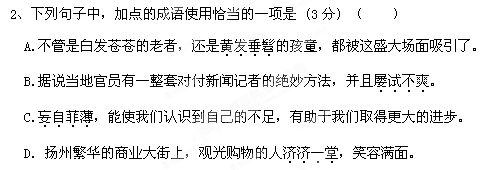 2、下列句子中，加点的成语使用恰当的一项是（3分）（　　）
A.不管是白发苍苍的老者，还是黄发垂髫的孩童，都被这盛大场面吸引了。
B.据说当地官员有一整套对付新闻记者的绝妙方法，并且屡试不爽。
C.妄自菲薄，能使我们认识到自己的不足，有助于我们取得更大的进步。
D. 扬州繁华的商业大街上，观光购物的人济济一堂，笑容满面。